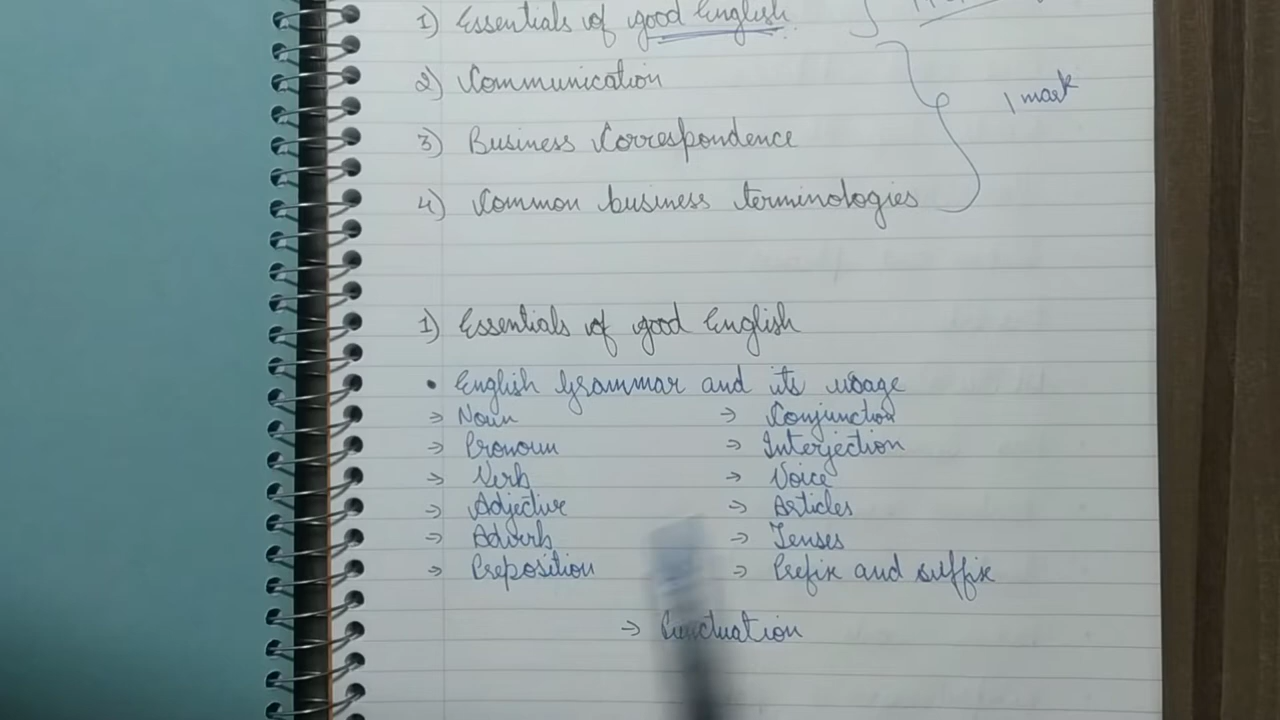 1) Essentials of good English
2) Communication
1 mark
3) Business Correspondence
4) Common business terminologies
1) Essentials of good English
• English Grammar and its usage
→ Noun → Conjunction
→ Pronoun → Interjection
→ Verb → Voice
→ Adjective → Articles
→ Adverb → Tenses
→ Preposition → Prefix and suffix
→ Punctuation